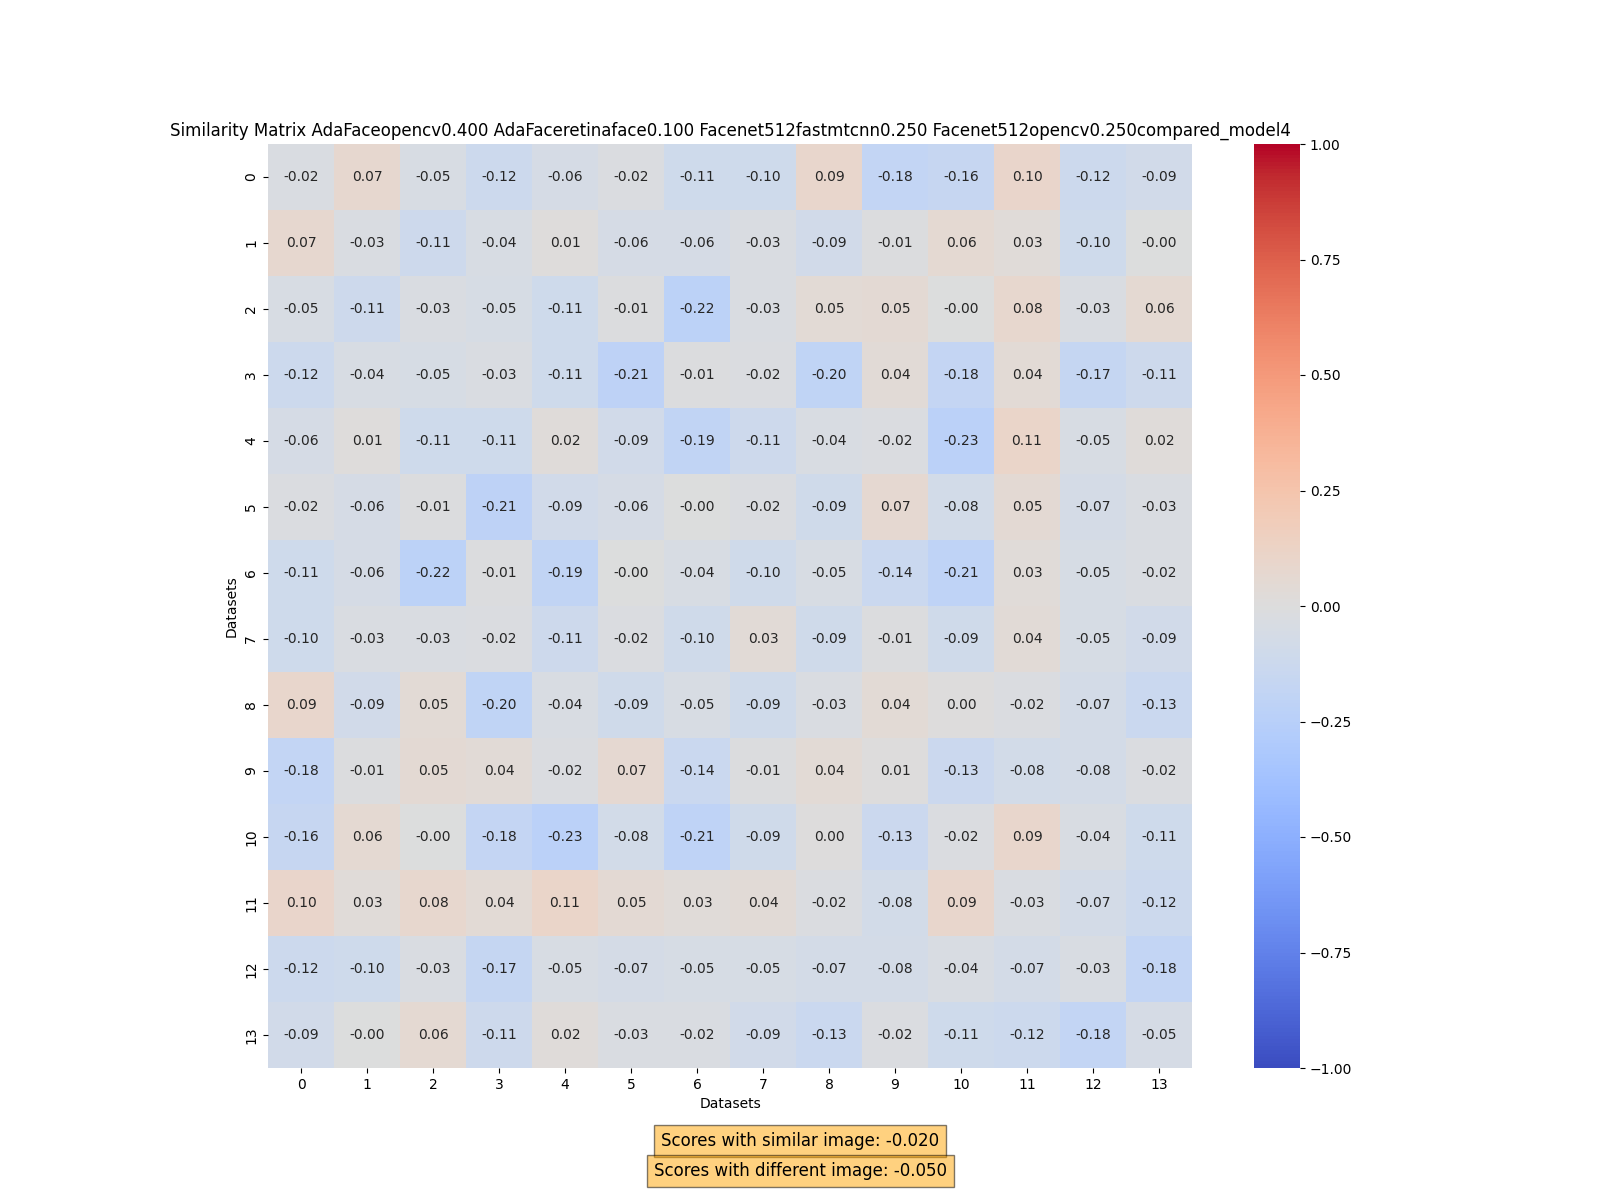 Similarity Matrix AdaFaceopencv0.400 AdaFaceretinaface0.100 Facenet512fastmtcnn0.250 Facenet512opencv0.250compared_model4
0 -0.02 0.07 -0.05 -0.12 -0.06 -0.02 -0.11 -0.10 0.09 -0.18 -0.16 0.10 -0.12 -0.09
1 0.07 -0.03 -0.11 -0.04 0.01 -0.06 -0.06 -0.03 -0.09 -0.01 0.06 0.03 -0.10 -0.00
2 -0.05 -0.11 -0.03 -0.05 -0.11 -0.01 -0.22 -0.03 0.05 0.05 -0.00 0.08 -0.03 0.06
3 -0.12 -0.04 -0.05 -0.03 -0.11 -0.21 -0.01 -0.02 -0.20 0.04 -0.18 0.04 -0.17 -0.11
4 -0.06 0.01 -0.11 -0.11 0.02 -0.09 -0.19 -0.11 -0.04 -0.02 -0.23 0.11 -0.05 0.02
5 -0.02 -0.06 -0.01 -0.21 -0.09 -0.06 -0.00 -0.02 -0.09 0.07 -0.08 0.05 -0.07 -0.03
6 -0.11 -0.06 -0.22 -0.01 -0.19 -0.00 -0.04 -0.10 -0.05 -0.14 -0.21 0.03 -0.05 -0.02
7 -0.10 -0.03 -0.03 -0.02 -0.11 -0.02 -0.10 0.03 -0.09 -0.01 -0.09 0.04 -0.05 -0.09
8 0.09 -0.09 0.05 -0.20 -0.04 -0.09 -0.05 -0.09 -0.03 0.04 0.00 -0.02 -0.07 -0.13
9 -0.18 -0.01 0.05 0.04 -0.02 0.07 -0.14 -0.01 0.04 0.01 -0.13 -0.08 -0.08 -0.02
10 -0.16 0.06 -0.00 -0.18 -0.23 -0.08 -0.21 -0.09 0.00 -0.13 -0.02 0.09 -0.04 -0.11
11 0.10 0.03 0.08 0.04 0.11 0.05 0.03 0.04 -0.02 -0.08 0.09 -0.03 -0.07 -0.12
12 -0.12 -0.10 -0.03 -0.17 -0.05 -0.07 -0.05 -0.05 -0.07 -0.08 -0.04 -0.07 -0.03 -0.18
13 -0.09 -0.00 0.06 -0.11 0.02 -0.03 -0.02 -0.09 -0.13 -0.02 -0.11 -0.12 -0.18 -0.05
0 1 2 3 4 5 6 7 8 9 10 11 12 13
Datasets
Datasets
1.00
0.75
0.50
0.25
0.00
−0.25
−0.50
−0.75
−1.00
Scores with similar image: -0.020
Scores with different image: -0.050